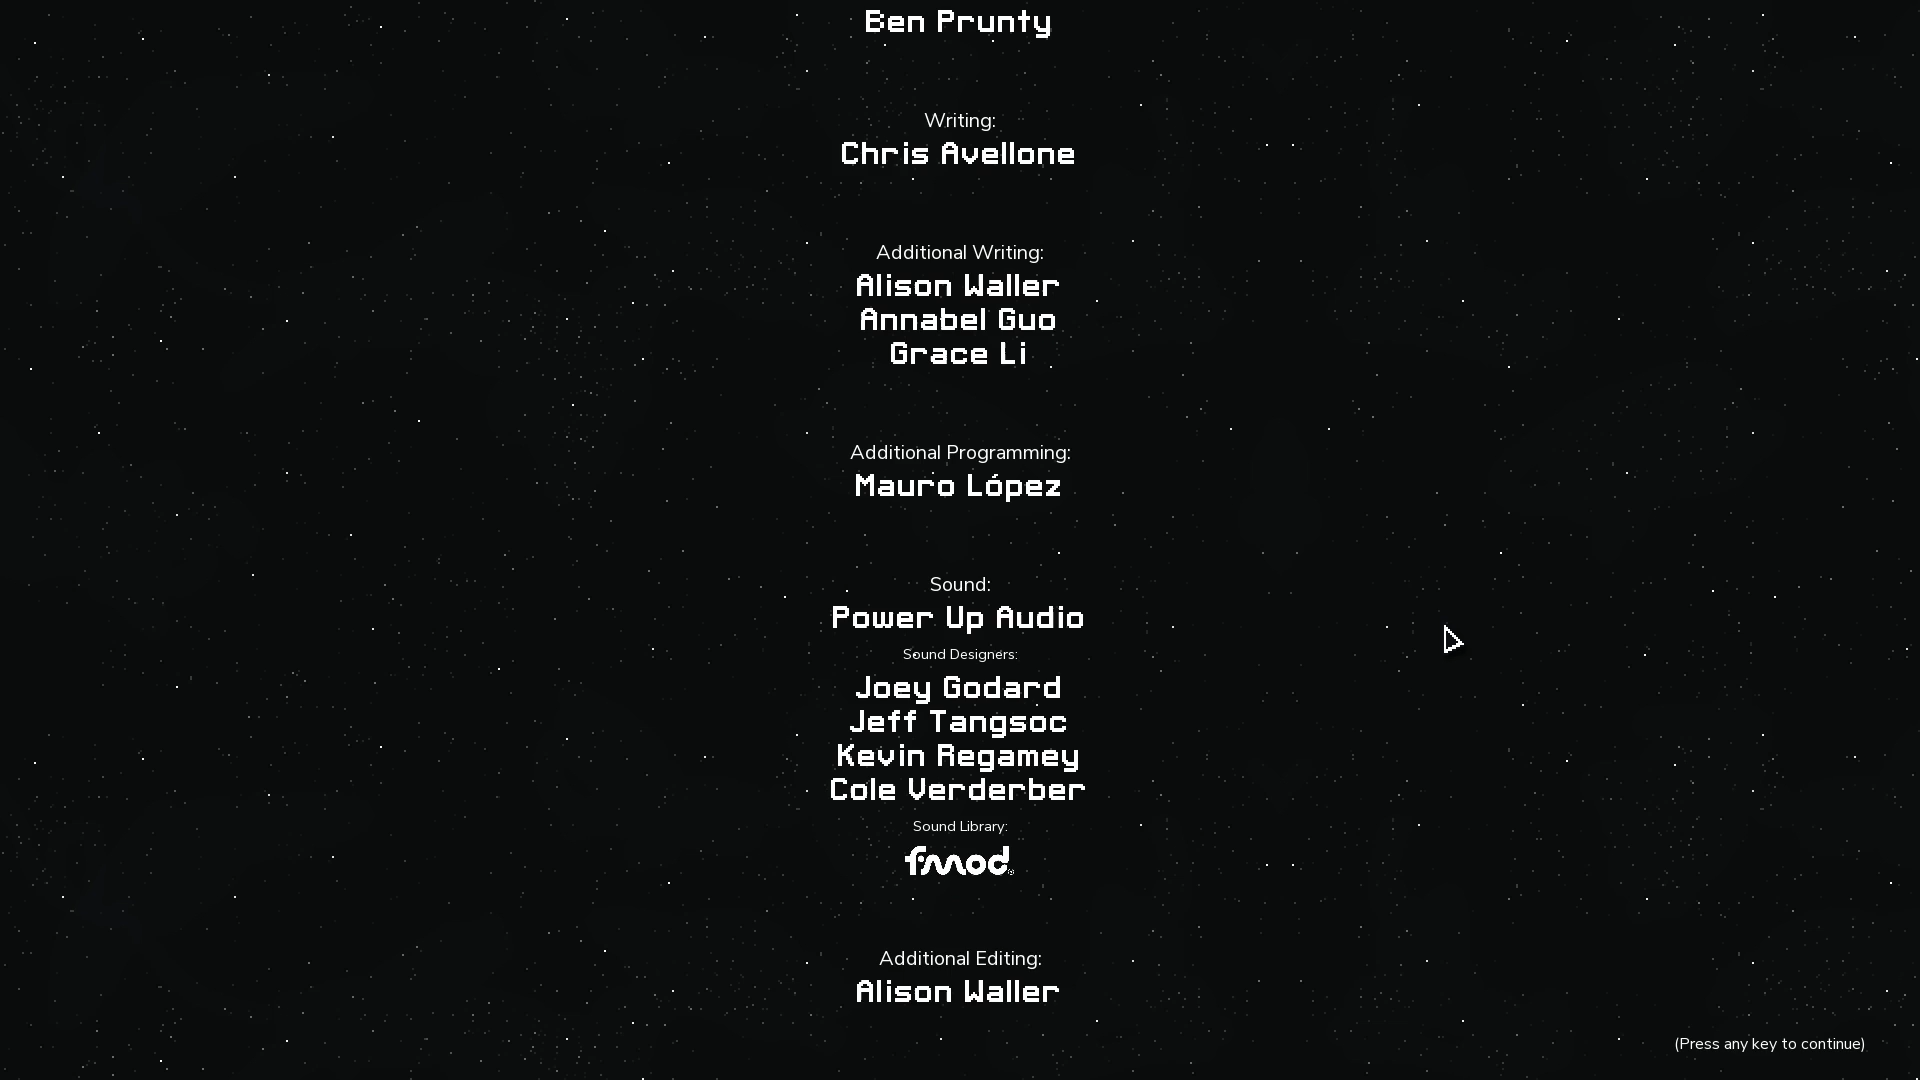 Ben Prunty
Writing:
Chris Avellone
Additional Writing:
Alison Waller
Annabel Guo
Grace Li
Additional Programming:
Mauro López
Sound:
Power Up Audio
Sound Designers:
Joey Godard
Jeff Tangsoc
Kevin Regamey
Cole Verderber
Sound Library:
fmod®
Additional Editing:
Alison Waller
(Press any key to continue)